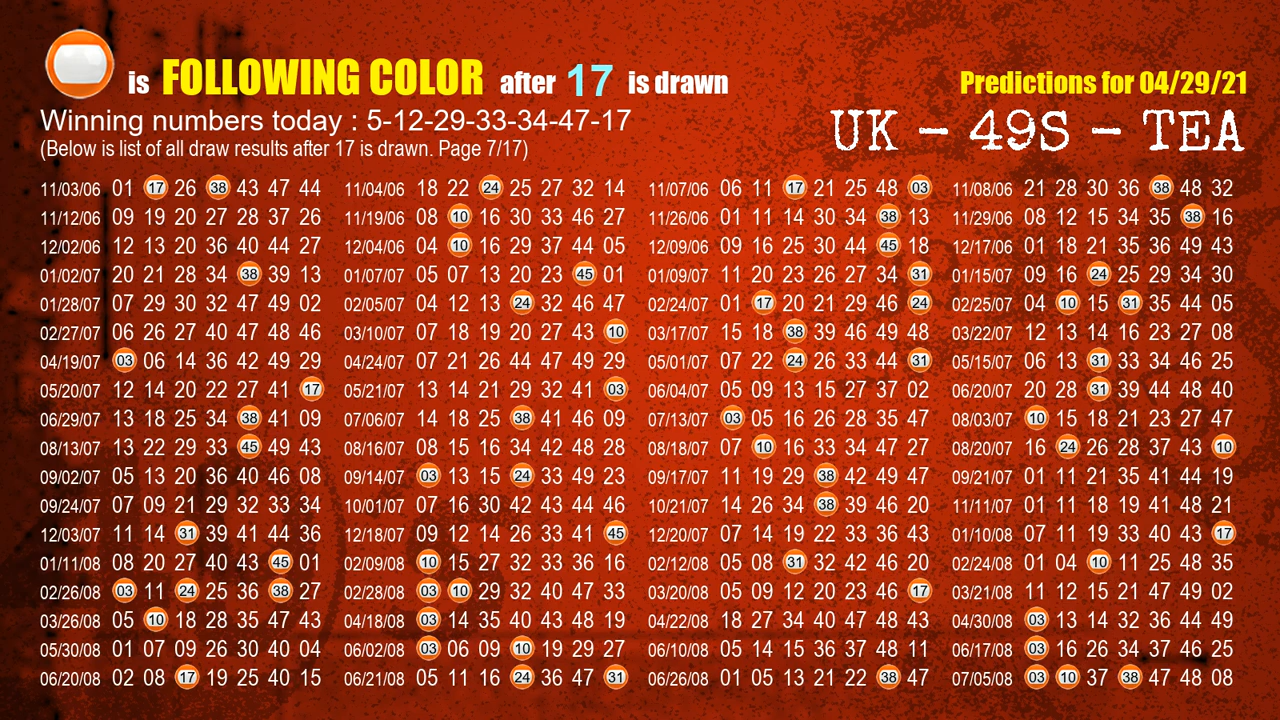 is FOLLOWING COLOR after 17 is drawn
Predictions for 04/29/21
Winning numbers today : 5-12-29-33-34-47-17
UK - 49S - TEA
(Below is list of all draw results after 17 is drawn. Page 7/17)
11/03/06 01 17 26 38 43 47 44 11/04/06 18 22 24 25 27 32 14 11/07/06 06 11 17 21 25 48 03 11/08/06 21 28 30 36 38 48 32
11/12/06 09 19 20 27 28 37 26 11/19/06 08 10 16 30 33 46 27 11/26/06 01 11 14 30 34 38 13 11/29/06 08 12 15 34 35 38 16
12/02/06 12 13 20 36 40 44 27 12/04/06 04 10 16 29 37 44 05 12/09/06 09 16 25 30 44 45 18 12/17/06 01 18 21 35 36 49 43
01/02/07 20 21 28 34 38 39 13 01/07/07 05 07 13 20 23 45 01 01/09/07 11 20 23 26 27 34 31 01/15/07 09 16 24 25 29 34 30
01/28/07 07 29 30 32 47 49 02 02/05/07 04 12 13 24 32 46 47 02/24/07 01 17 20 21 29 46 24 02/25/07 04 10 15 31 35 44 05
02/27/07 06 26 27 40 47 48 46 03/10/07 07 18 19 20 27 43 10 03/17/07 15 18 38 39 46 49 48 03/22/07 12 13 14 16 23 27 08
04/19/07 03 06 14 36 42 49 29 04/24/07 07 21 26 44 47 49 29 05/01/07 07 22 24 26 33 44 31 05/15/07 06 13 31 33 34 46 25
05/20/07 12 14 20 22 27 41 17 05/21/07 13 14 21 29 32 41 03 06/04/07 05 09 13 15 27 37 02 06/20/07 20 28 31 39 44 48 40
06/29/07 13 18 25 34 38 41 09 07/06/07 14 18 25 38 41 46 09 07/13/07 03 05 16 26 28 35 47 08/03/07 10 15 18 21 23 27 47
08/13/07 13 22 29 33 45 49 43 08/16/07 08 15 16 34 42 48 28 08/18/07 07 10 16 33 34 47 27 08/20/07 16 24 26 28 37 43 10
09/02/07 05 13 20 36 40 46 08 09/14/07 03 13 15 24 33 49 23 09/17/07 11 19 29 38 42 49 47 09/21/07 01 11 21 35 41 44 19
09/24/07 07 09 21 29 32 33 34 10/01/07 07 16 30 42 43 44 46 10/21/07 14 26 34 38 39 46 20 11/11/07 01 11 18 19 41 48 21
12/03/07 11 14 31 39 41 44 36 12/18/07 09 12 14 26 33 41 45 12/20/07 07 14 19 22 33 36 43 01/10/08 07 11 19 33 40 43 17
01/11/08 08 20 27 40 43 45 01 02/09/08 10 15 27 32 33 36 16 02/12/08 05 08 31 32 42 46 20 02/24/08 01 04 10 11 25 48 35
02/26/08 03 11 24 25 36 38 27 02/28/08 03 10 29 32 40 47 33 03/20/08 05 09 12 20 23 46 17 03/21/08 11 12 15 21 47 49 02
03/26/08 05 10 18 28 35 47 43 04/18/08 03 14 35 40 43 48 19 04/22/08 18 27 34 40 47 48 43 04/30/08 03 13 14 32 36 44 49
05/30/08 01 07 09 26 30 40 04 06/02/08 03 06 09 10 19 29 27 06/10/08 05 14 15 36 37 48 11 06/17/08 03 16 26 34 37 46 25
06/20/08 02 08 17 19 25 40 15 06/21/08 05 11 16 24 36 47 31 06/26/08 01 05 13 21 22 38 47 07/05/08 03 10 37 38 47 48 08